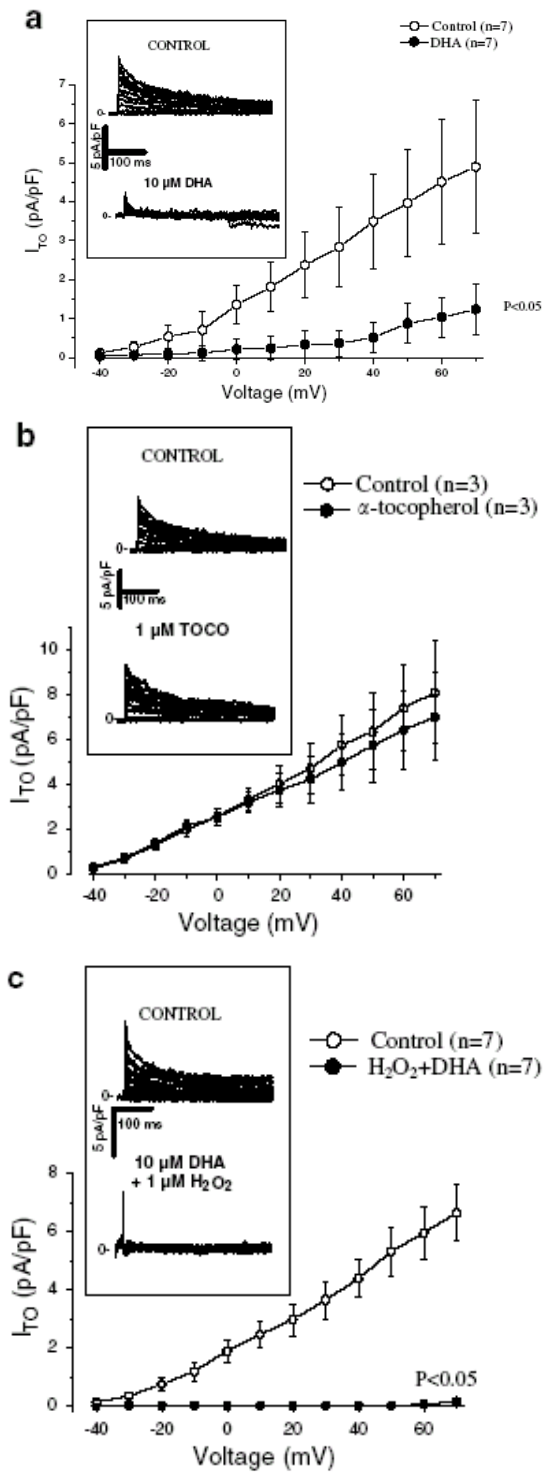 a
Control (n=7)
DHA (n=7)
CONTROL
0-
5 pA/pF
100 ms
10 µM DHA
0-
7
6
5
4
3
2
1
0
I_TO (pA/pF)
P<0.05
-40 -20 0 20 40 60
Voltage (mV)
b
Control (n=3)
α-tocopherol (n=3)
CONTROL
0-
5 pA/pF
100 ms
1 µM TOCO
0-
10
8
6
4
2
0
I_TO (pA/pF)
-40 -20 0 20 40 60
Voltage (mV)
c
Control (n=7)
H₂O₂+DHA (n=7)
CONTROL
0-
5 pA/pF
100 ms
10 µM DHA
+ 1 µM H₂O₂
0-
8
6
4
2
0
I_TO (pA/pF)
P<0.05
-40 -20 0 20 40 60
Voltage (mV)